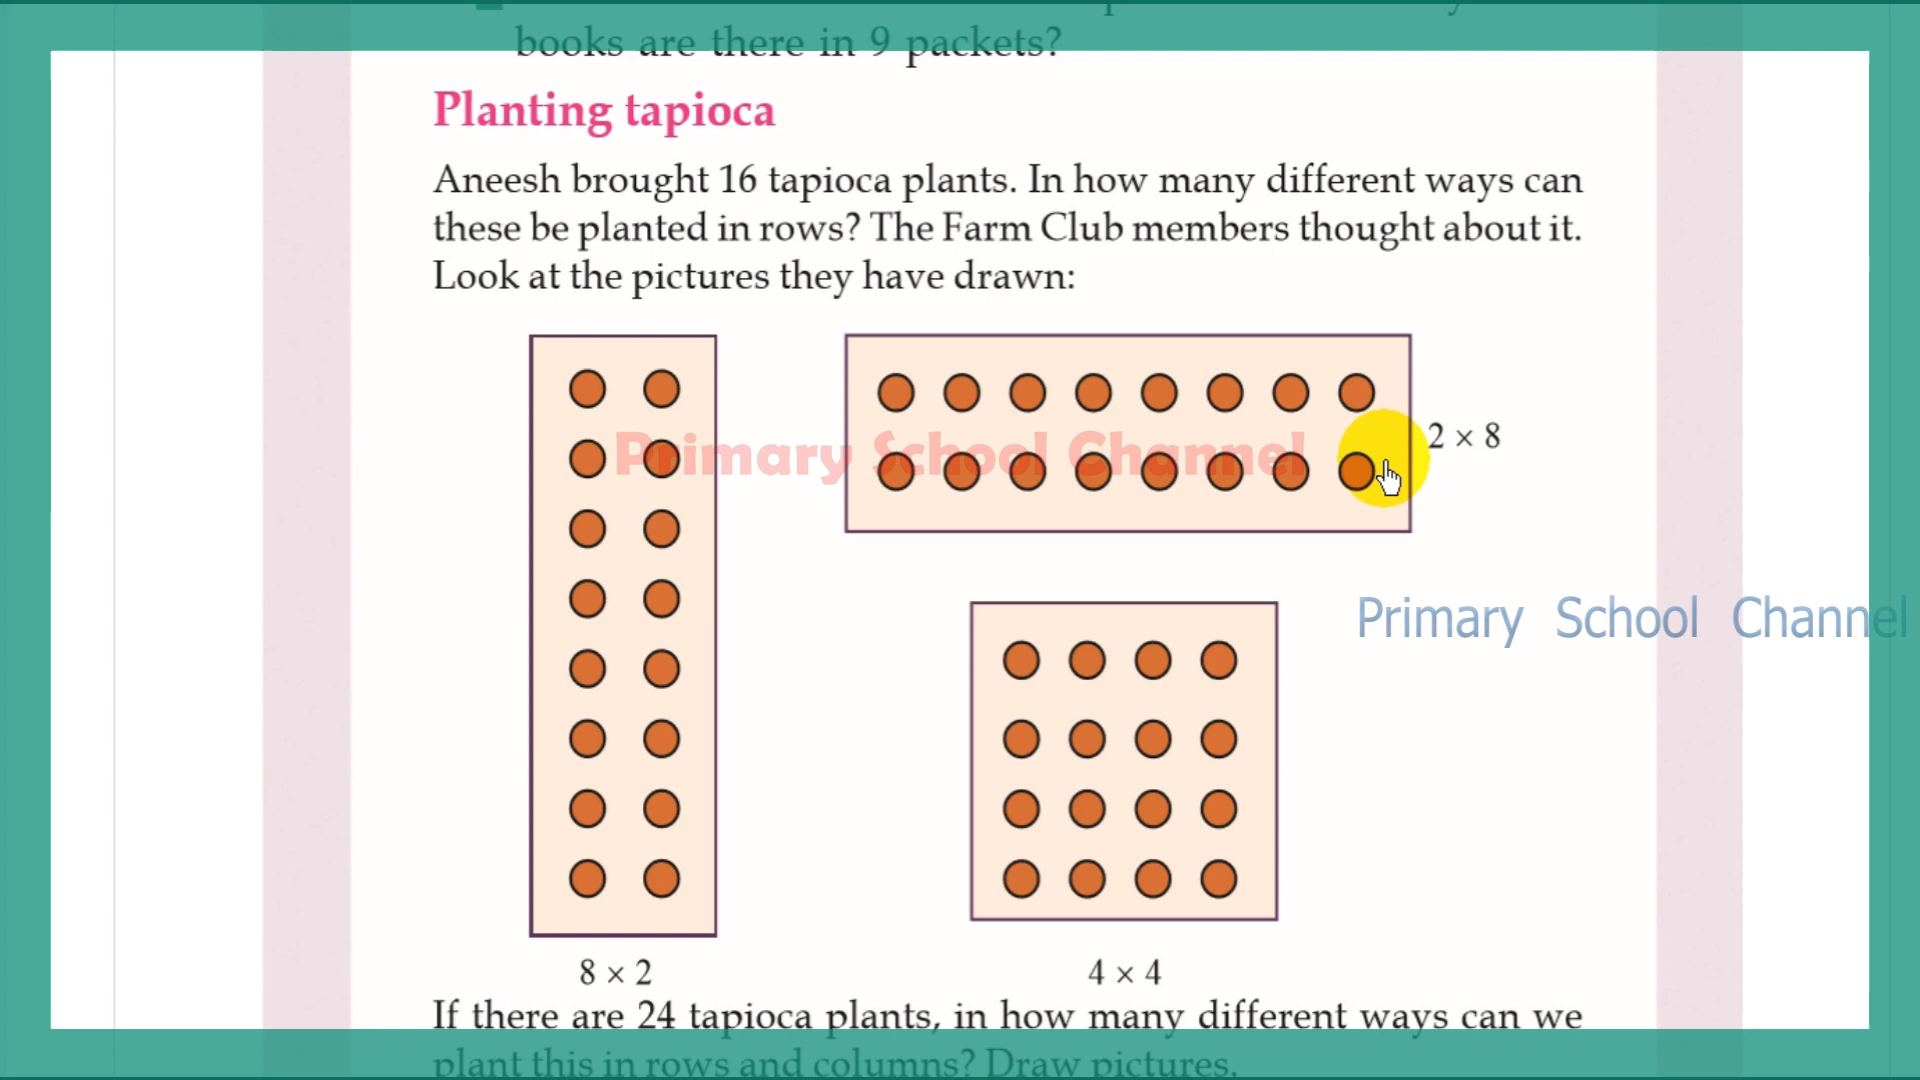 books are there in 9 packets?
Planting tapioca
Aneesh brought 16 tapioca plants. In how many different ways can
these be planted in rows? The Farm Club members thought about it.
Look at the pictures they have drawn:
2 × 8
Primary School Channel
Primary School Channel
8 × 2
4 × 4
If there are 24 tapioca plants, in how many different ways can we
plant this in rows and columns? Draw pictures.